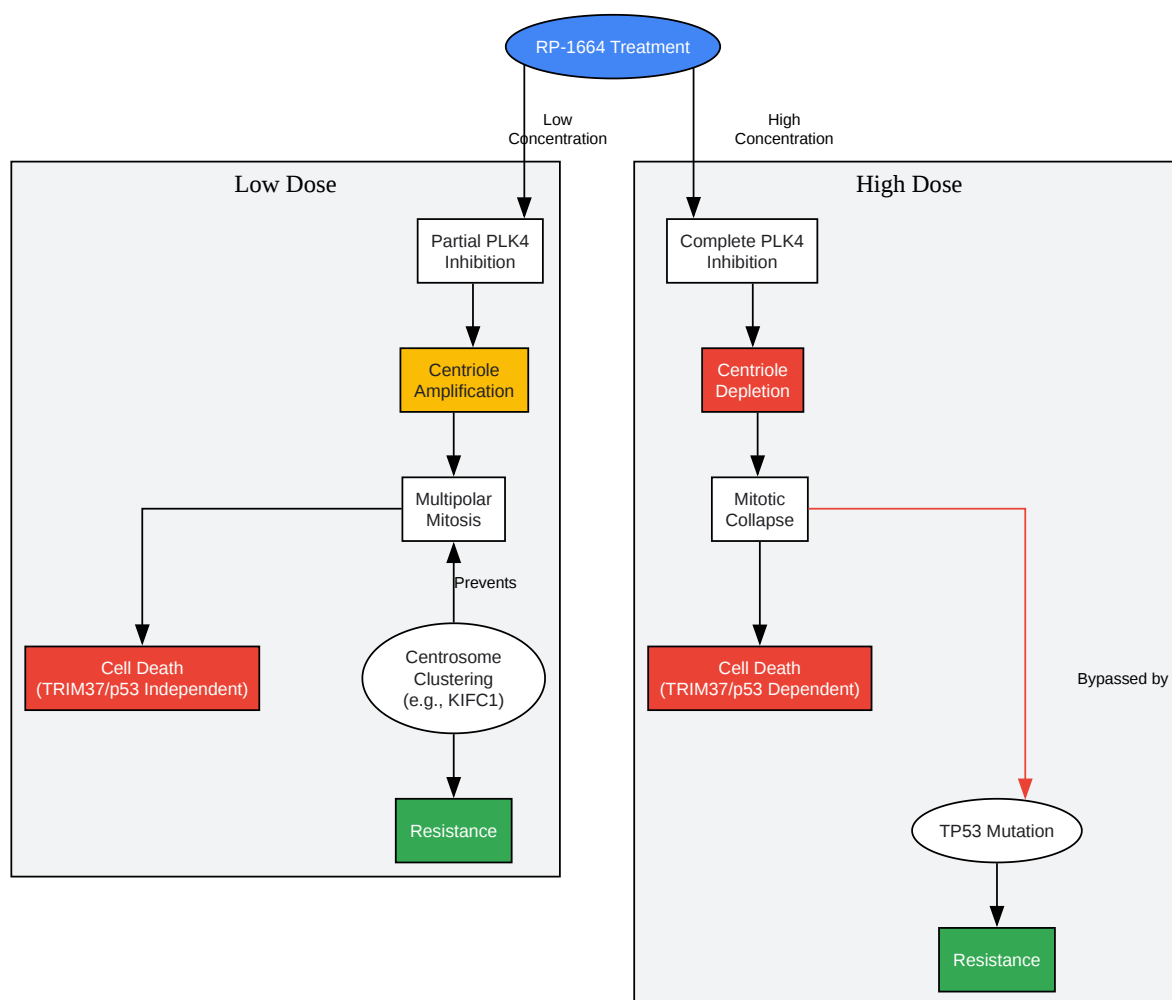 RP-1664 Treatment
Low
Concentration
High
Concentration
Low Dose
High Dose
Partial PLK4
Inhibition
Complete PLK4
Inhibition
Centriole
Amplification
Centriole
Depletion
Multipolar
Mitosis
Mitotic
Collapse
Prevents
Cell Death
(TRIM37/p53 Independent)
Centrosome
Clustering
(e.g., KIFC1)
Cell Death
(TRIM37/p53 Dependent)
Bypassed by
Resistance
TP53 Mutation
Resistance